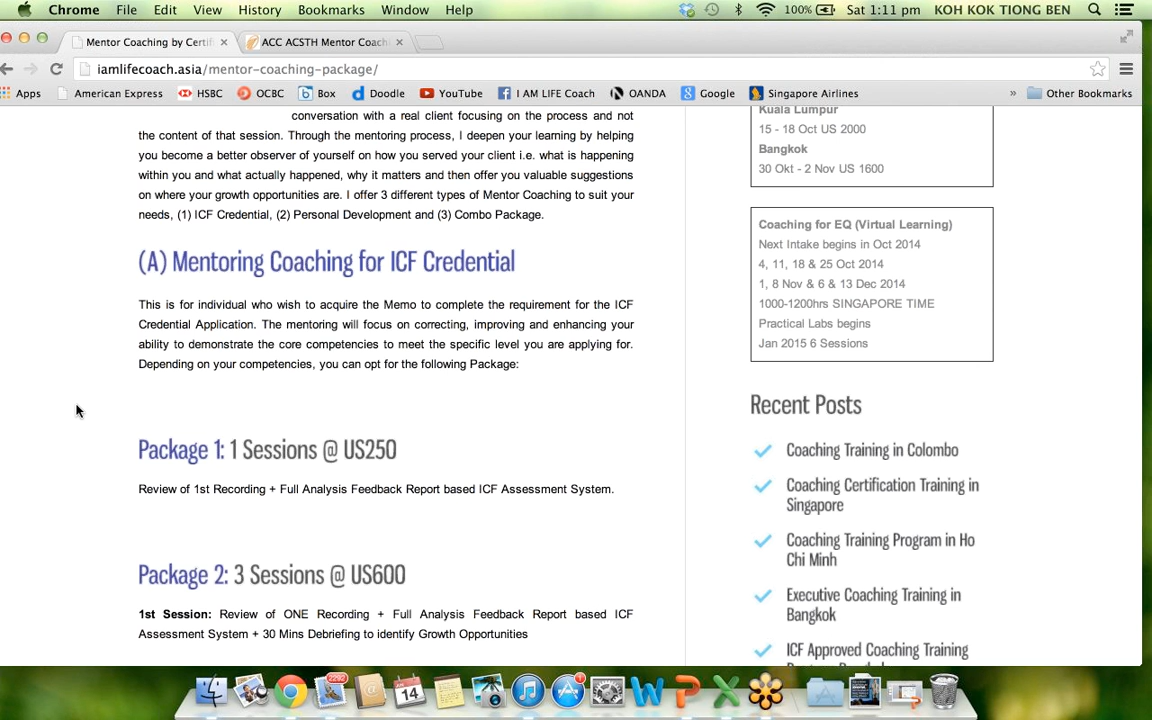 Chrome File Edit View History Bookmarks Window Help 100% Sat 1:11 pm KOH KOK TIONG BEN
Mentor Coaching by Certifi × ACC ACSTH Mentor Coach ×
iamlifecoach.asia/mentor-coaching-package/
Apps American Express HSBC OCBC Box Doodle YouTube I AM LIFE Coach OANDA Google Singapore Airlines » Other Bookmarks
conversation with a real client focusing on the process and not
the content of that session. Through the mentoring process, I deepen your learning by helping
you become a better observer of yourself on how you served your client i.e. what is happening
within you and what actually happened, why it matters and then offer you valuable suggestions
on where your growth opportunities are. I offer 3 different types of Mentor Coaching to suit your
needs, (1) ICF Credential, (2) Personal Development and (3) Combo Package.
(A) Mentoring Coaching for ICF Credential
This is for individual who wish to acquire the Memo to complete the requirement for the ICF
Credential Application. The mentoring will focus on correcting, improving and enhancing your
ability to demonstrate the core competencies to meet the specific level you are applying for.
Depending on your competencies, you can opt for the following Package:
Package 1: 1 Sessions @ US250
Review of 1st Recording + Full Analysis Feedback Report based ICF Assessment System.
Package 2: 3 Sessions @ US600
1st Session: Review of ONE Recording + Full Analysis Feedback Report based ICF
Assessment System + 30 Mins Debriefing to identify Growth Opportunities
Kuala Lumpur
15 - 18 Oct US 2000
Bangkok
30 Okt - 2 Nov US 1600
Coaching for EQ (Virtual Learning)
Next Intake begins in Oct 2014
4, 11, 18 & 25 Oct 2014
1, 8 Nov & 6 & 13 Dec 2014
1000-1200hrs SINGAPORE TIME
Practical Labs begins
Jan 2015 6 Sessions
Recent Posts
Coaching Training in Colombo
Coaching Certification Training in
Singapore
Coaching Training Program in Ho
Chi Minh
Executive Coaching Training in
Bangkok
ICF Approved Coaching Training
2292
14
1